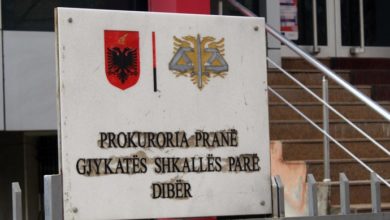 PROKURORIA PRANË
GJYKATËS SHKALLËS PARË
DIBËR